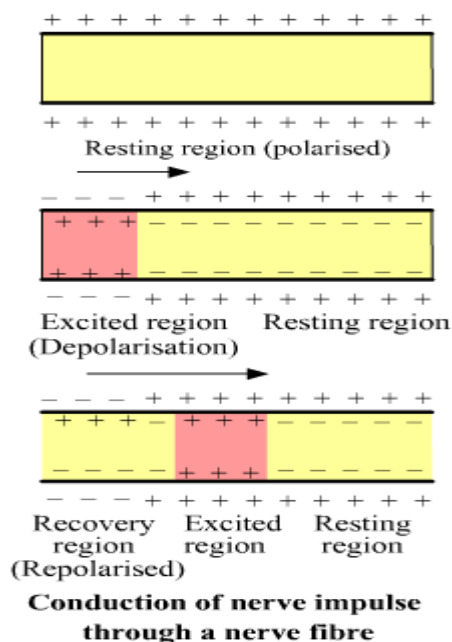 + + + + + + + + + + + +
+ + + + + + + + + + + +
Resting region (polarised)
– – – + + + + + + + + +
+ + + – – – – – – – –
+ + + – – – – – – – –
– – – + + + + + + + + +
Excited region Resting region
(Depolarisation)
– – – + + + + + + + + +
+ + + – + + + – – – – –
– – – – + + + – – – – –
– – – + + + + + + + + +
Recovery Excited Resting
region region region
(Repolarised)
Conduction of nerve impulse
through a nerve fibre